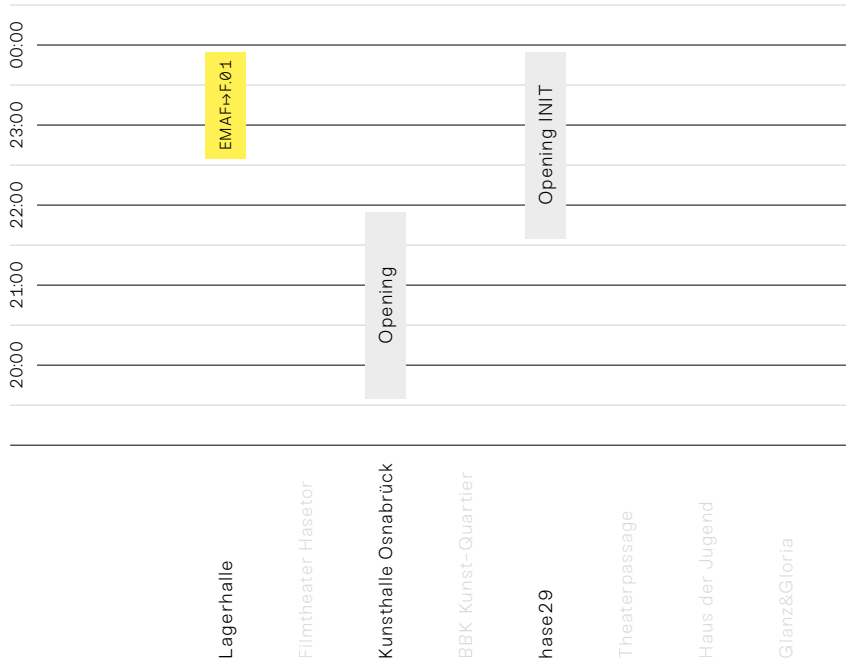 00:00
23:00
22:00
21:00
20:00
EMAF↦F.01
Opening
Opening INIT
Lagerhalle
Filmtheater Hasetor
Kunsthalle Osnabrück
BBK Kunst-Quartier
hase29
Theaterpassage
Haus der Jugend
Glanz&Gloria